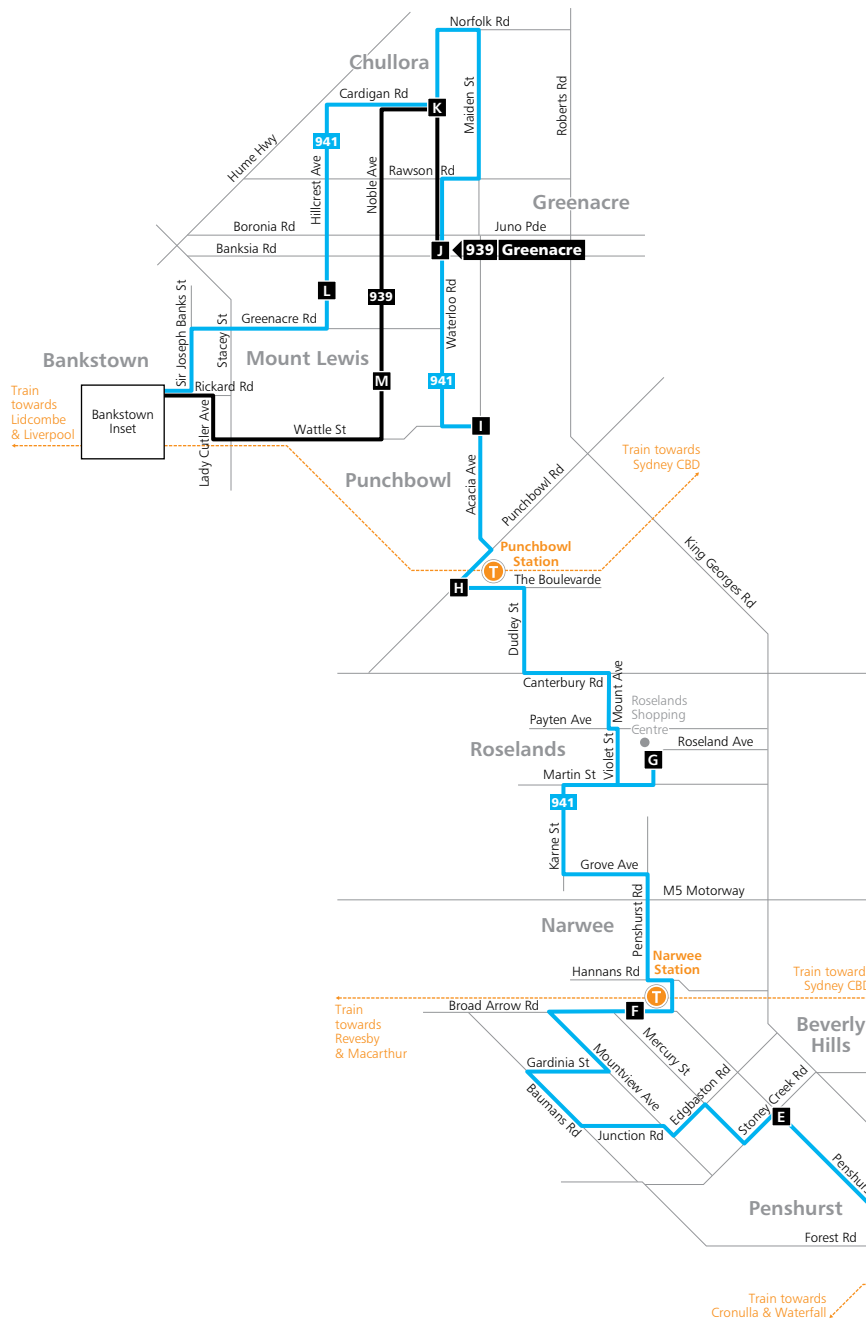 Norfolk Rd
Chullora
Cardigan Rd
K
Maiden St
Roberts Rd
Hume Hwy
941
Hillcrest Ave
Noble Ave
Rawson Rd
Greenacre
Boronia Rd
Juno Pde
Banksia Rd
J
939 Greenacre
L
939
Sir Joseph Banks St
Stacey St
Greenacre Rd
Waterloo Rd
Bankstown
Mount Lewis
M
941
Train
towards
Lidcombe
& Liverpool
Rickard Rd
Bankstown
Inset
Lady Cutler Ave
Wattle St
I
Train towards
Sydney CBD
Punchbowl
Acacia Ave
Punchbowl Rd
Punchbowl
Station
T
King Georges Rd
H
The Boulevarde
Dudley St
Canterbury Rd
Mount Ave
Roselands
Shopping
Centre
Payten Ave
Roselands
Violet St
Roseland Ave
G
Martin St
941
Karne St
Grove Ave
Penshurst Rd
M5 Motorway
Narwee
Narwee
Station
Hannans Rd
Train towards
Sydney CBD
T
Broad Arrow Rd
F
Train
towards
Revesby
& Macarthur
Beverly
Hills
Mercury St
Gardinia St
Mountview Ave
Edgbaston Rd
Stoney Creek Rd
Baumans Rd
E
Junction Rd
Penshurs
Penshurst
Forest Rd
Train towards
Cronulla & Waterfall